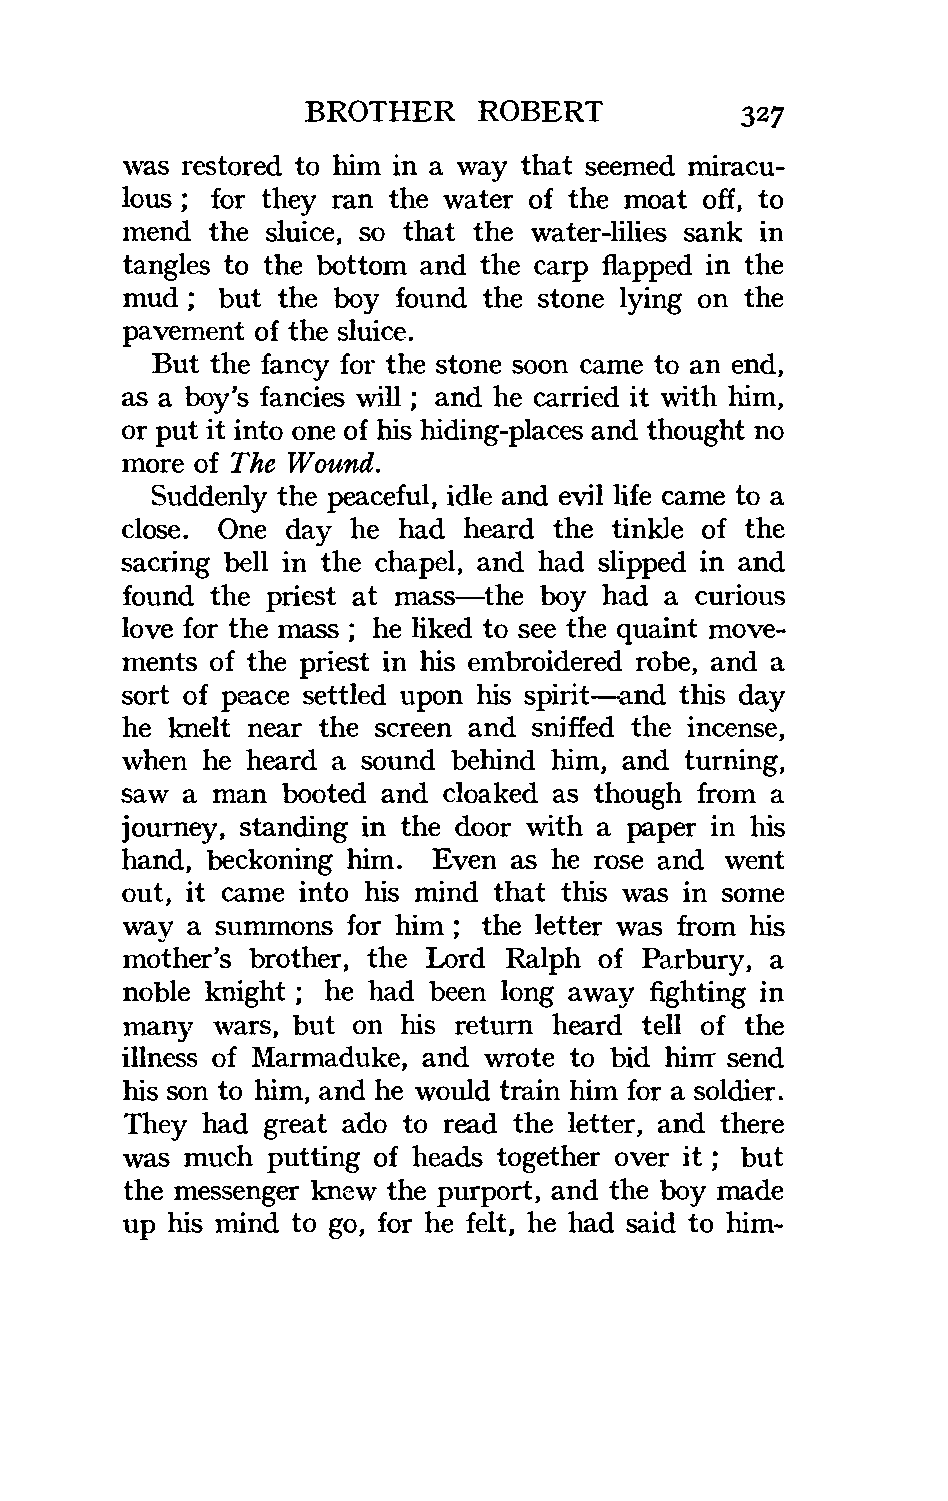 BROTHER ROBERT 327
was restored to him in a way that seemed miracu-
lous ; for they ran the water of the moat off, to
mend the sluice, so that the water-lilies sank in
tangles to the bottom and the carp flapped in the
mud ; but the boy found the stone lying on the
pavement of the sluice.
But the fancy for the stone soon came to an end,
as a boy's fancies will ; and he carried it with him,
or put it into one of his hiding-places and thought no
more of The Wound.
Suddenly the peaceful, idle and evil life came to a
close. One day he had heard the tinkle of the
sacring bell in the chapel, and had slipped in and
found the priest at mass—the boy had a curious
love for the mass ; he liked to see the quaint move-
ments of the priest in his embroidered robe, and a
sort of peace settled upon his spirit—and this day
he knelt near the screen and sniffed the incense,
when he heard a sound behind him, and turning,
saw a man booted and cloaked as though from a
journey, standing in the door with a paper in his
hand, beckoning him. Even as he rose and went
out, it came into his mind that this was in some
way a summons for him ; the letter was from his
mother's brother, the Lord Ralph of Parbury, a
noble knight ; he had been long away fighting in
many wars, but on his return heard tell of the
illness of Marmaduke, and wrote to bid him send
his son to him, and he would train him for a soldier.
They had great ado to read the letter, and there
was much putting of heads together over it ; but
the messenger knew the purport, and the boy made
up his mind to go, for he felt, he had said to him-